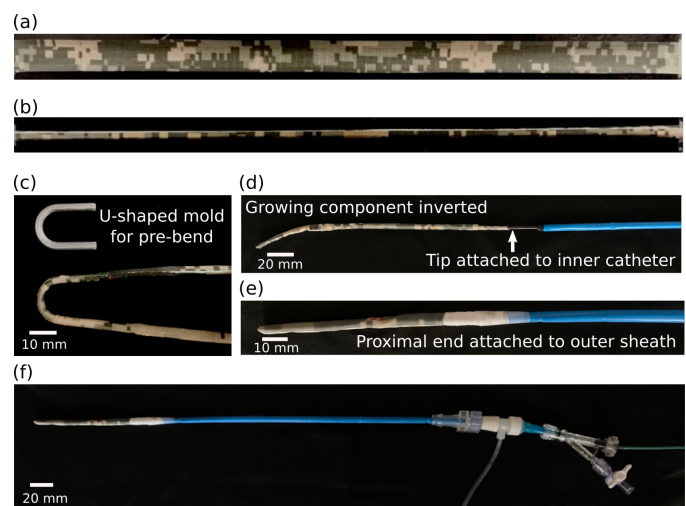 (a)
(b)
(c)
U-shaped mold
for pre-bend
10 mm
(d)
Growing component inverted
20 mm
Tip attached to inner catheter
(e)
10 mm
Proximal end attached to outer sheath
(f)
20 mm